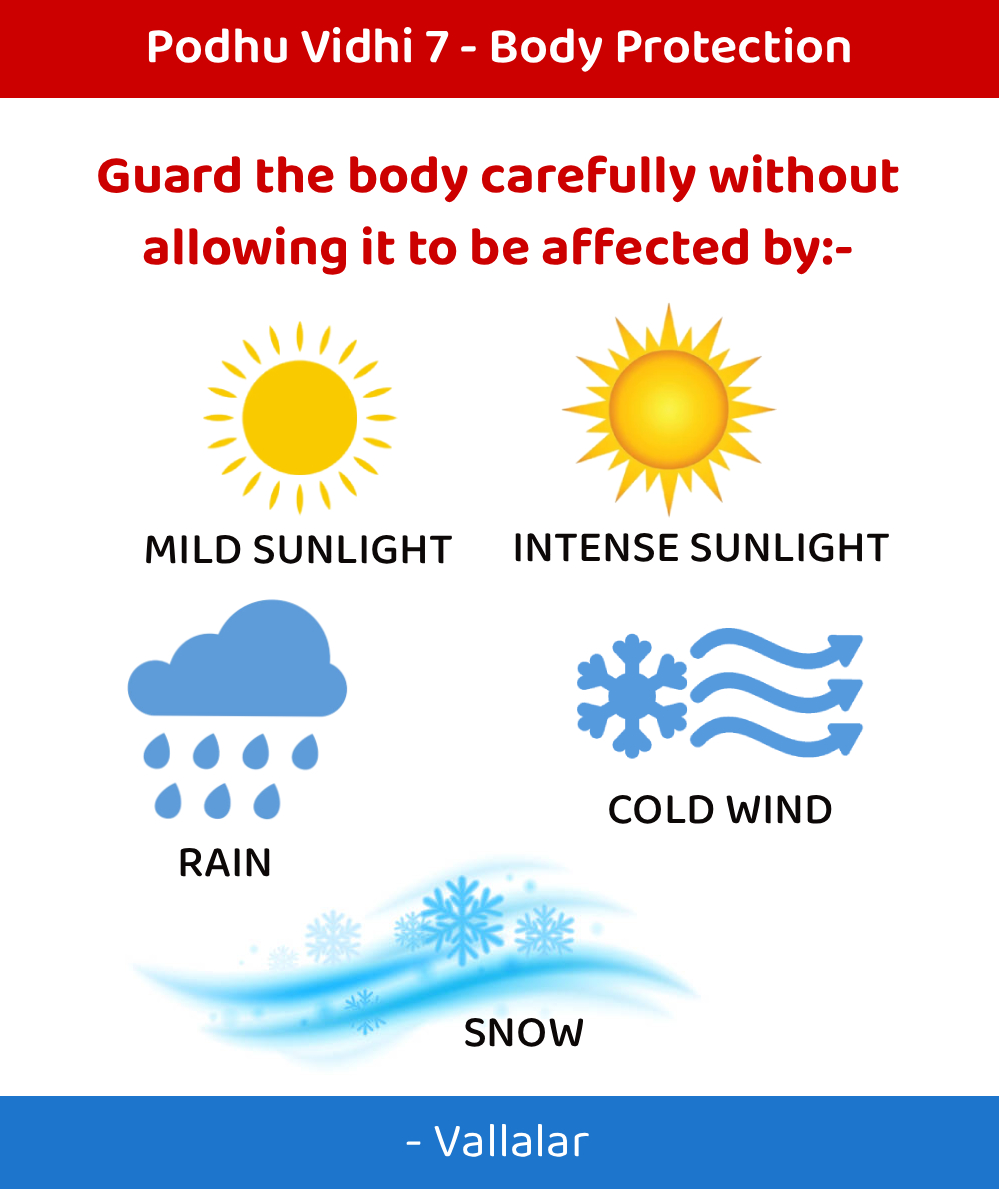 Podhu Vidhi 7 - Body Protection
Guard the body carefully without
allowing it to be affected by:-
MILD SUNLIGHT
INTENSE SUNLIGHT
RAIN
COLD WIND
SNOW
- Vallalar